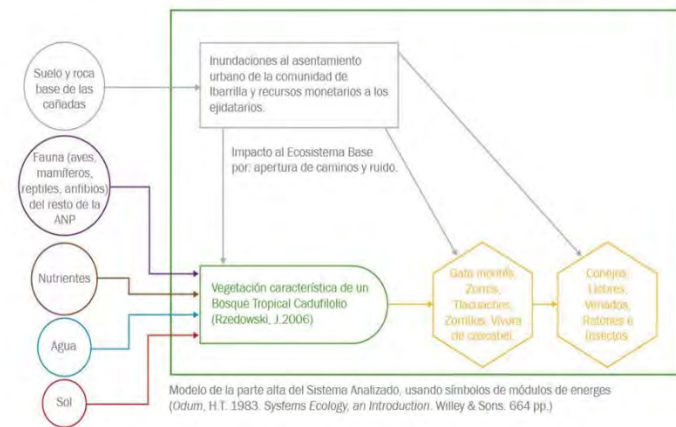 Suelo y roca
base de las
cañadas
Inundaciones al asentamiento
urbano de la comunidad de
Ibarrilla y recursos monetarios a los
ejidatarios.
Fauna (aves,
mamíferos,
reptiles, anfibios)
del resto de la
ANP
Impacto al Ecosistema Base
por: apertura de caminos y ruido.
Nutrientes
Agua
Sol
Vegetación característica de un
Bosque Tropical Cadufilolio
(Rzedowski, J.2006)
Gato montés,
Zorros,
Tlacuaches,
Zorrillos, Vívura
de cascabel.
Conejos,
Liebres,
Venados,
Ratones e
Insectos
Modelo de la parte alta del Sistema Analizado, usando símbolos de módulos de energes
(Odum, H.T. 1983. Systems Ecology, an Introduction. Willey & Sons. 664 pp.)